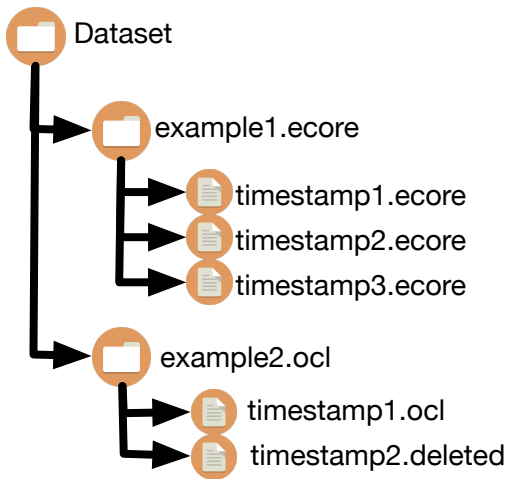 Dataset
example1.ecore
timestamp1.ecore
timestamp2.ecore
timestamp3.ecore
example2.ocl
timestamp1.ocl
timestamp2.deleted